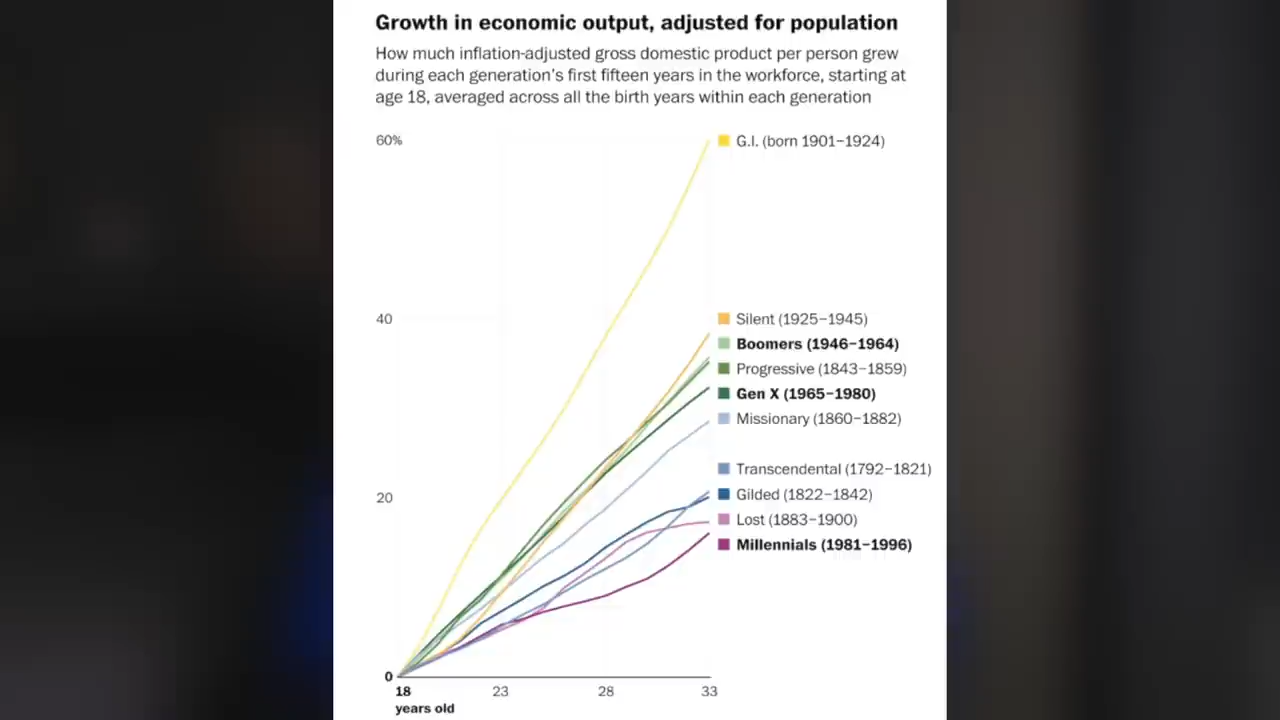 Growth in economic output, adjusted for population
How much inflation-adjusted gross domestic product per person grew
during each generation's first fifteen years in the workforce, starting at
age 18, averaged across all the birth years within each generation
60%
G.I. (born 1901–1924)
40
Silent (1925–1945)
Boomers (1946–1964)
Progressive (1843–1859)
Gen X (1965–1980)
Missionary (1860–1882)
Transcendental (1792–1821)
20
Gilded (1822–1842)
Lost (1883–1900)
Millennials (1981–1996)
0
18
23
28
33
years old